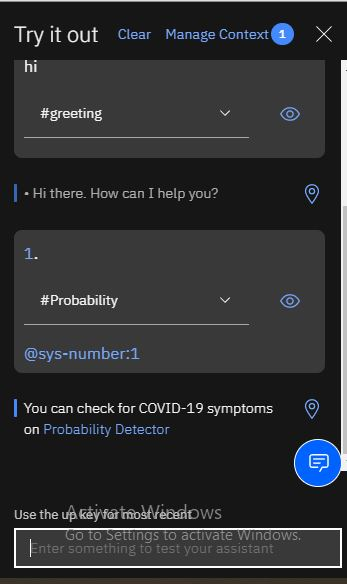 Try it out Clear Manage Context 1
hi
#greeting
• Hi there. How can I help you?
1.
#Probability
@sys-number:1
You can check for COVID-19 symptoms
on Probability Detector
Use the up key for most recent
Activate Windows
Go to Settings to activate Windows.
Enter something to test your assistant